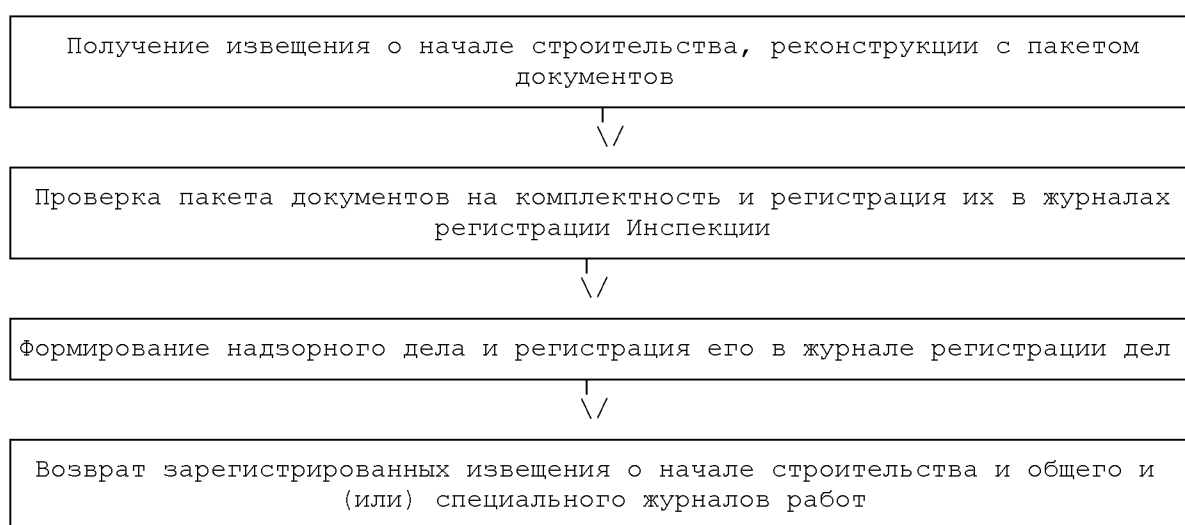 Получение извещения о начале строительства, реконструкции с пакетом
документов
Проверка пакета документов на комплектность и регистрация их в журналах
регистрации Инспекции
Формирование надзорного дела и регистрация его в журнале регистрации дел
Возврат зарегистрированных извещения о начале строительства и общего и
(или) специального журналов работ